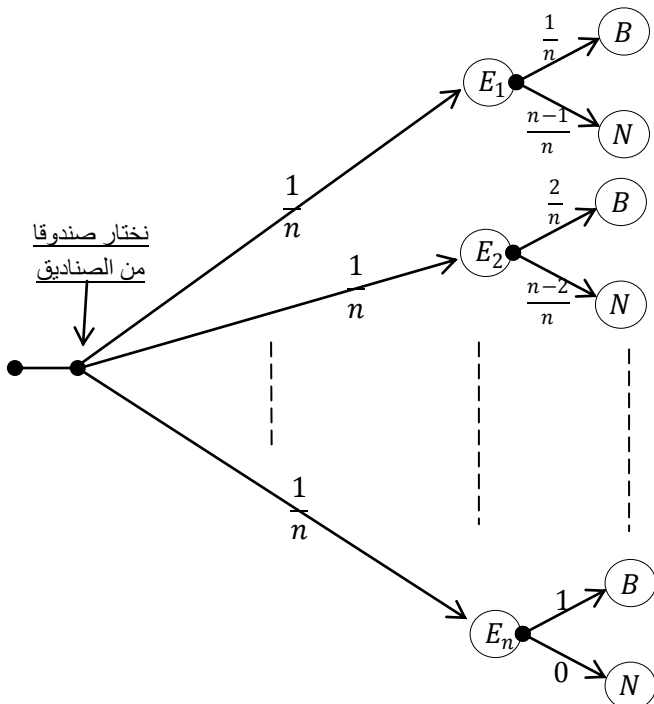 1/n
B
E₁
n−1/n
N
1/n
2/n
B
نختار صندوقا
من الصناديق
1/n
E₂
n−2/n
N
1/n
1
B
Eₙ
0
N